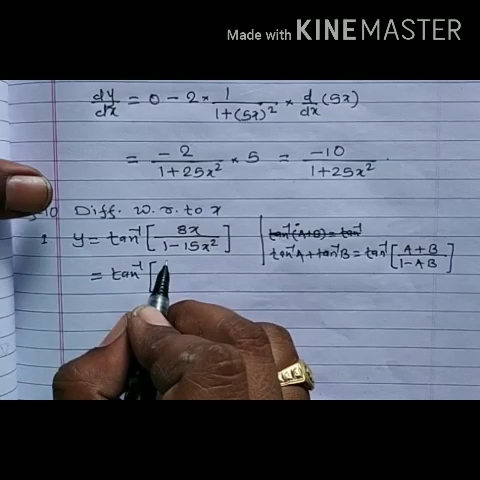 Made with KINEMASTER
dy/dx = 0 - 2 * 1/(1+(5x)²) * d/dx (5x)
= -2/(1+25x²) * 5 = -10/(1+25x²).
10 Diff. w. r. to x
1 y = tan⁻¹ [8x/(1-15x²)]
tan⁻¹ (A+B) = tan⁻¹
tan⁻¹A + tan⁻¹B = tan⁻¹ [(A+B)/(1-AB)]
= tan⁻¹ [